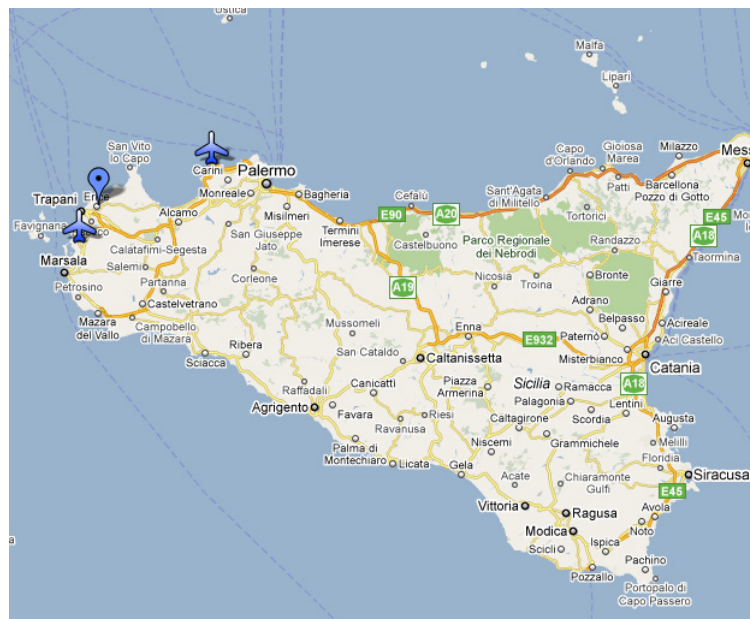 Ustica
Malfa
Lipari
San Vito
lo Capo
Carini
Palermo
Monreale
Bagheria
Trapani
Erice
Favignana
Marsala
Petrosino
Mazara
del Vallo
Alcamo
Calatafimi-Segesta
Salemi
Partanna
Castelvetrano
Campobello
di Mazara
Misilmeri
San Giuseppe
Jato
Corleone
Termini
Imerese
Cefalù
E90
A20
Castelbuono
Parco Regionale
dei Nebrodi
Sant'Agata
di Militello
Capo
d'Orlando
Gioiosa
Marea
Patti
Milazzo
Barcellona
Pozzo di Gotto
Mess
E45
A18
Taormina
Tortorici
Randazzo
Bronte
Giarre
Nicosia
Troina
Adrano
Belpasso
Acireale
Aci Castello
Paternò
Misterbianco
Catania
A19
Enna
E932
Mussomeli
San Cataldo
Caltanissetta
Sciacca
Ribera
Raffadali
Agrigento
Favara
Canicattì
Ravanusa
Riesi
Piazza
Armerina
Sicilia
Ramacca
Palagonia
A18
Lentini
Scordia
Caltagirone
Grammichele
Augusta
Melilli
Palma di
Montechiaro
Licata
Gela
Niscemi
Acate
Chiaramonte
Gulfi
Floridia
Siracusa
E45
Vittoria
Ragusa
Modica
Scicli
Ispica
Avola
Noto
Pachino
Pozzallo
Portopalo di
Capo Passero